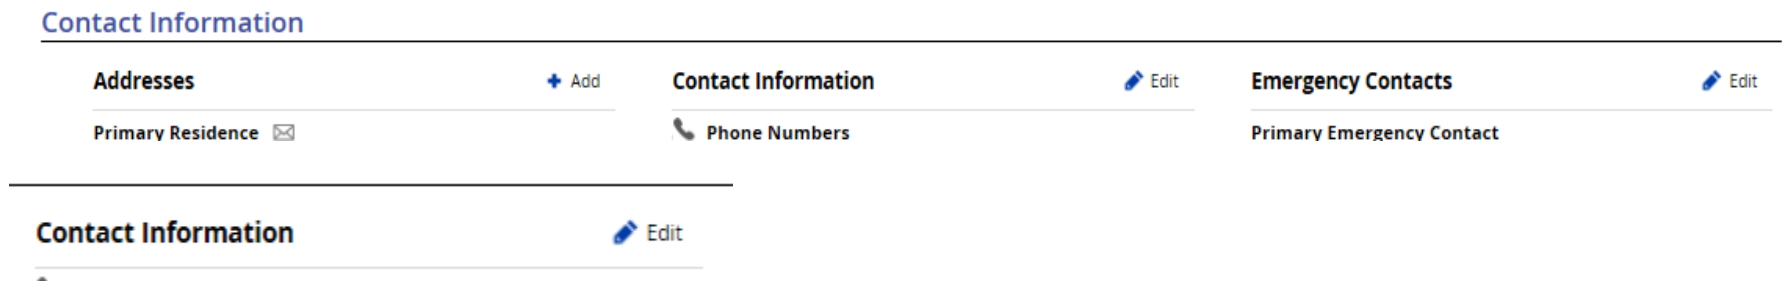 Contact Information
Addresses Add Contact Information Edit Emergency Contacts Edit
Primary Residence Phone Numbers Primary Emergency Contact
Contact Information Edit